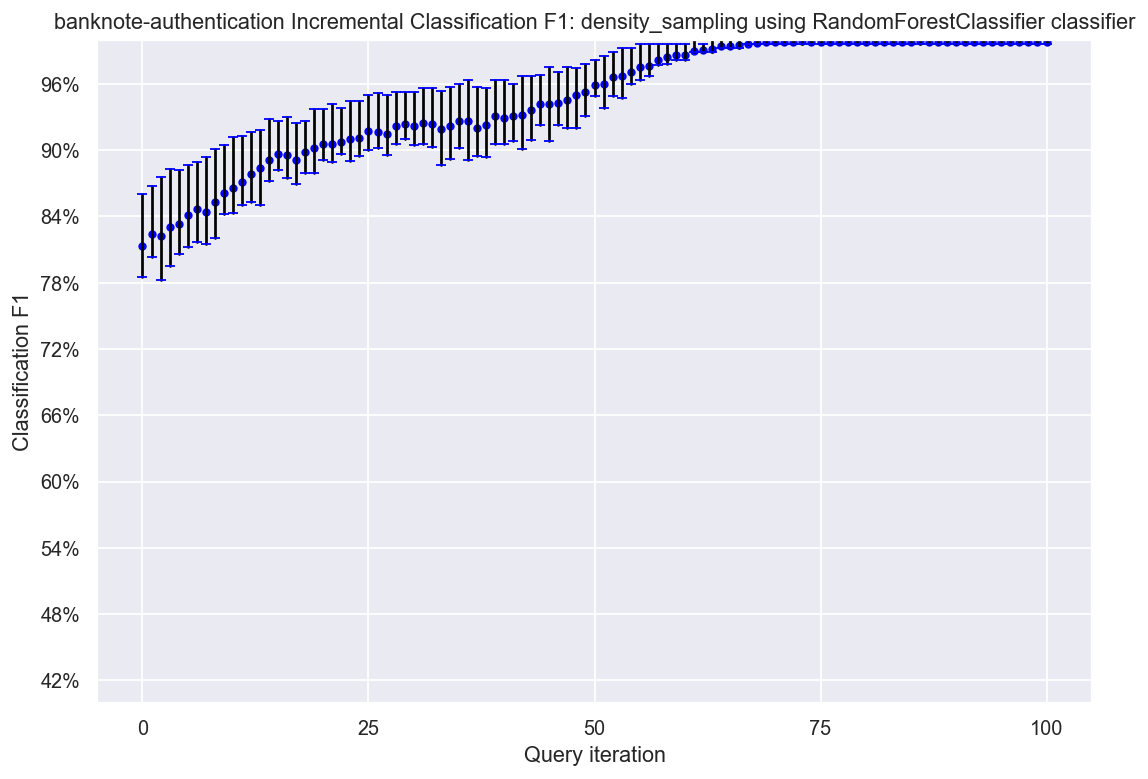 banknote-authentication Incremental Classification F1: density_sampling using RandomForestClassifier classifier
96%
90%
84%
78%
72%
66%
60%
54%
48%
42%
Classification F1
0 25 50 75 100
Query iteration